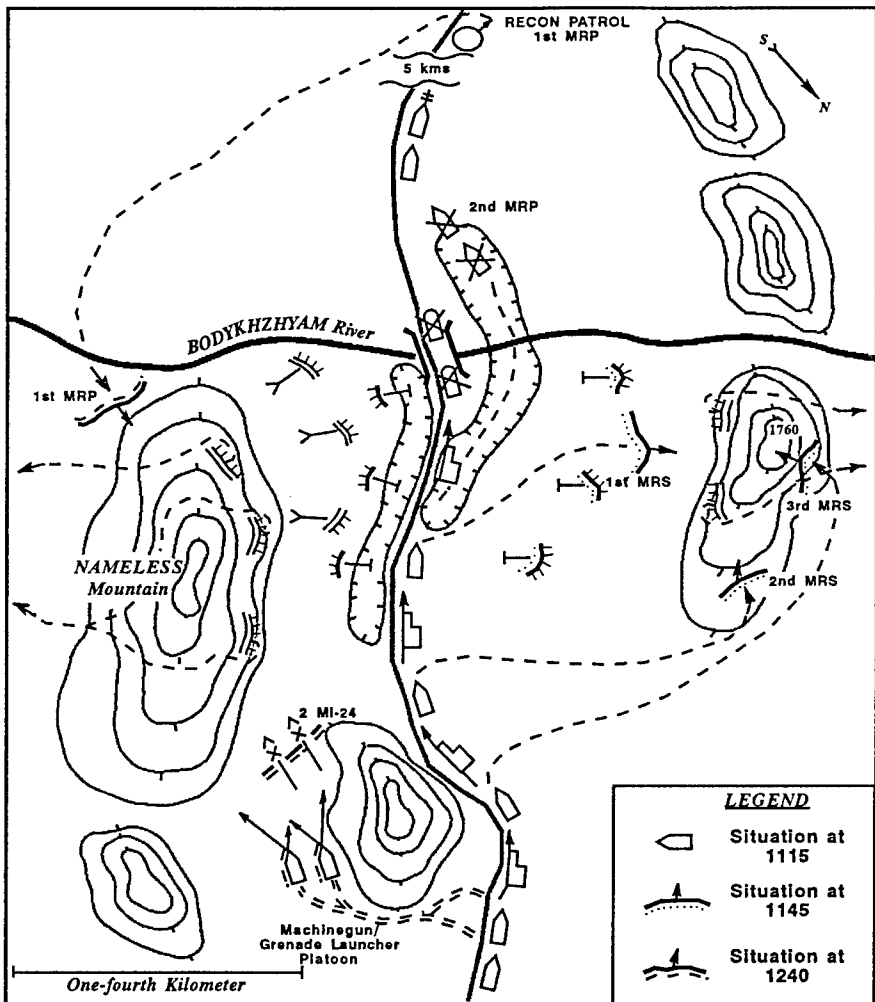 RECON PATROL
1st MRP
5 kms
S
N
2nd MRP
BODYKHZHYAM River
1st MRP
1760
1st MRS
3rd MRS
NAMELESS
Mountain
2nd MRS
2 MI-24
LEGEND
Situation at
1115
Situation at
1145
Machinegun/
Grenade Launcher
Platoon
Situation at
1240
One-fourth Kilometer